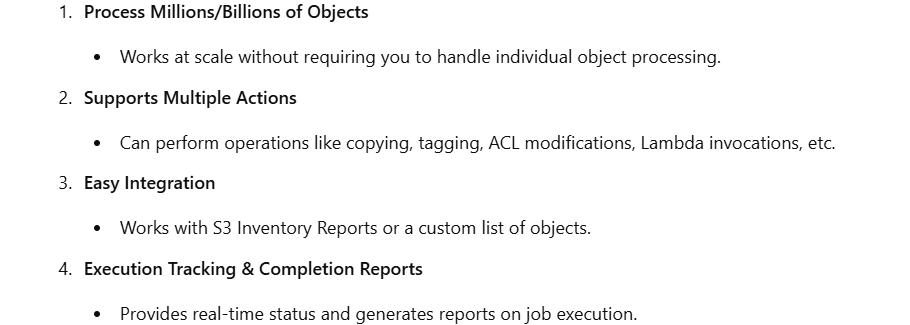 1. Process Millions/Billions of Objects
• Works at scale without requiring you to handle individual object processing.
2. Supports Multiple Actions
• Can perform operations like copying, tagging, ACL modifications, Lambda invocations, etc.
3. Easy Integration
• Works with S3 Inventory Reports or a custom list of objects.
4. Execution Tracking & Completion Reports
• Provides real-time status and generates reports on job execution.